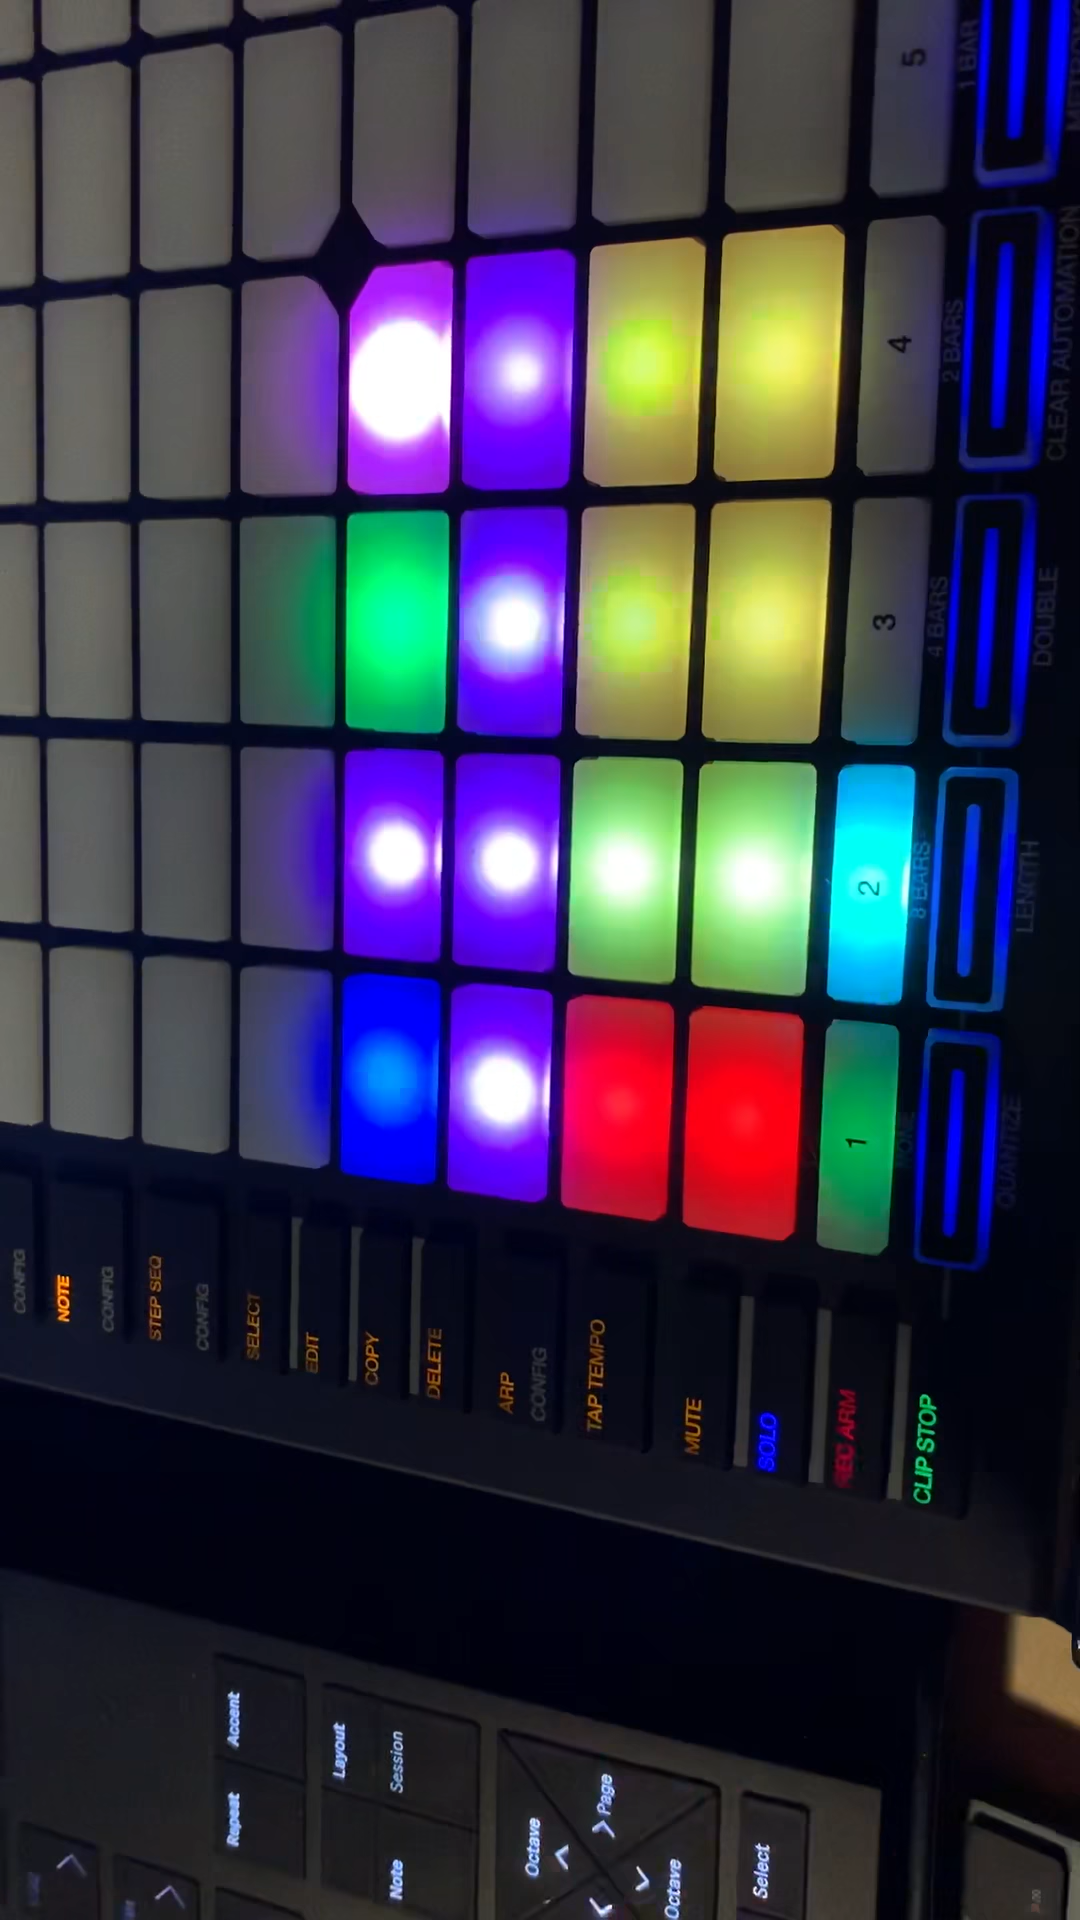 CONFIG
NOTE
CONFIG
STEP SEQ
CONFIG
SELECT
EDIT
COPY
DELETE
ARP
CONFIG
TAP TEMPO
MUTE
SOLO
REC ARM
CLIP STOP
1
2
3
4
5
NONE
8 BARS
4 BARS
2 BARS
1 BAR
QUANTIZE
LENGTH
DOUBLE
CLEAR AUTOMATION
Repeat
Accent
Layout
Note
Session
Octave
Page
Octave
Select